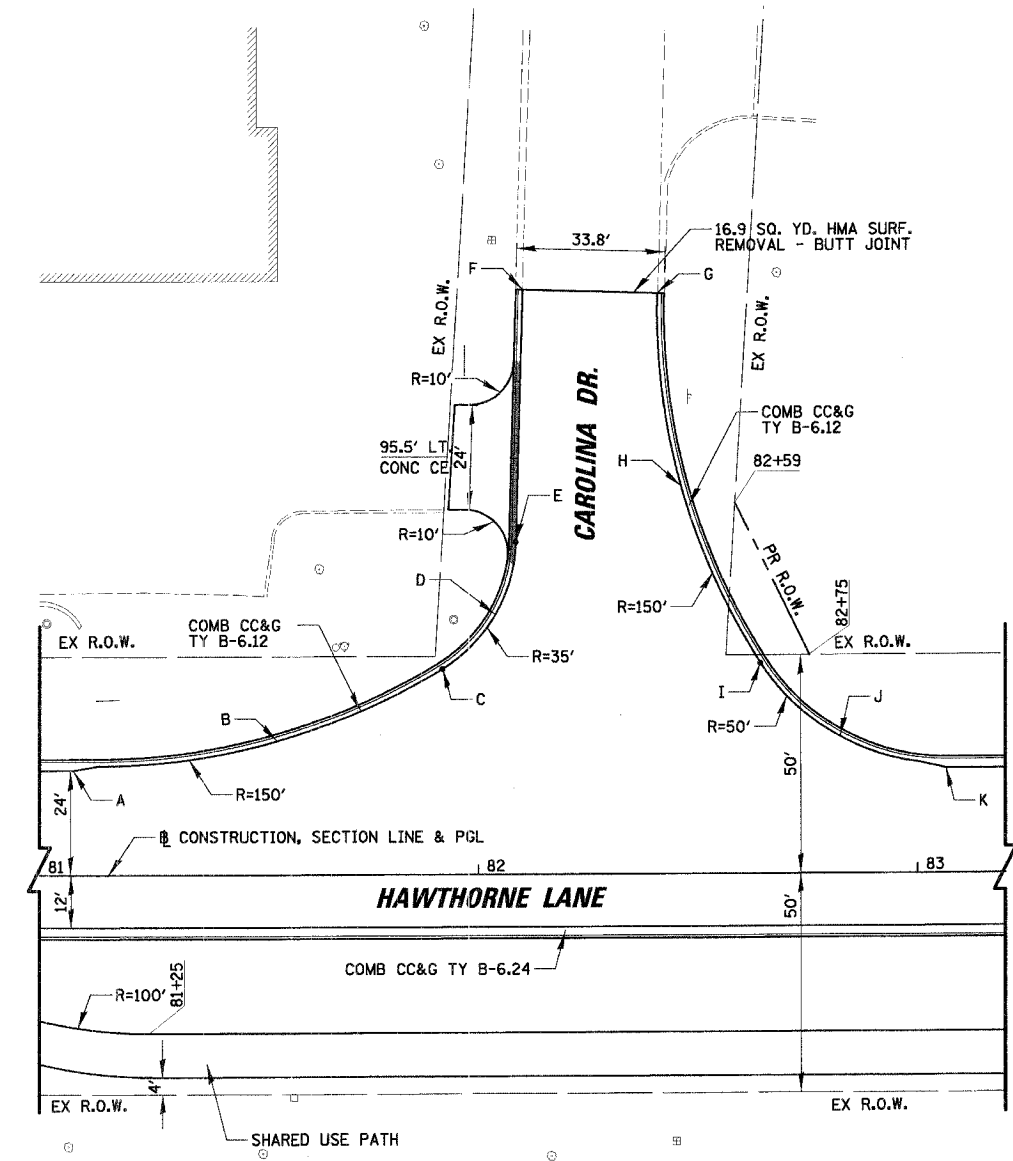 16.9 SQ. YD. HMA SURF.
REMOVAL - BUTT JOINT
33.8'
F
G
EX R.O.W.
EX R.O.W.
R=10'
CAROLINA DR.
COMB CC&G
TY B-6.12
95.5' LT.
CONC CE
24'
H
82+59
E
R=10'
PR R.O.W.
D
R=150'
82+75
COMB CC&G
TY B-6.12
EX R.O.W.
EX R.O.W.
R=35'
C
I
J
B
R=50'
50'
A
R=150'
K
24'
℄ CONSTRUCTION, SECTION LINE & PGL
81
82
83
12'
HAWTHORNE LANE
50'
COMB CC&G TY B-6.24
R=100'
81+25
4'
EX R.O.W.
EX R.O.W.
SHARED USE PATH